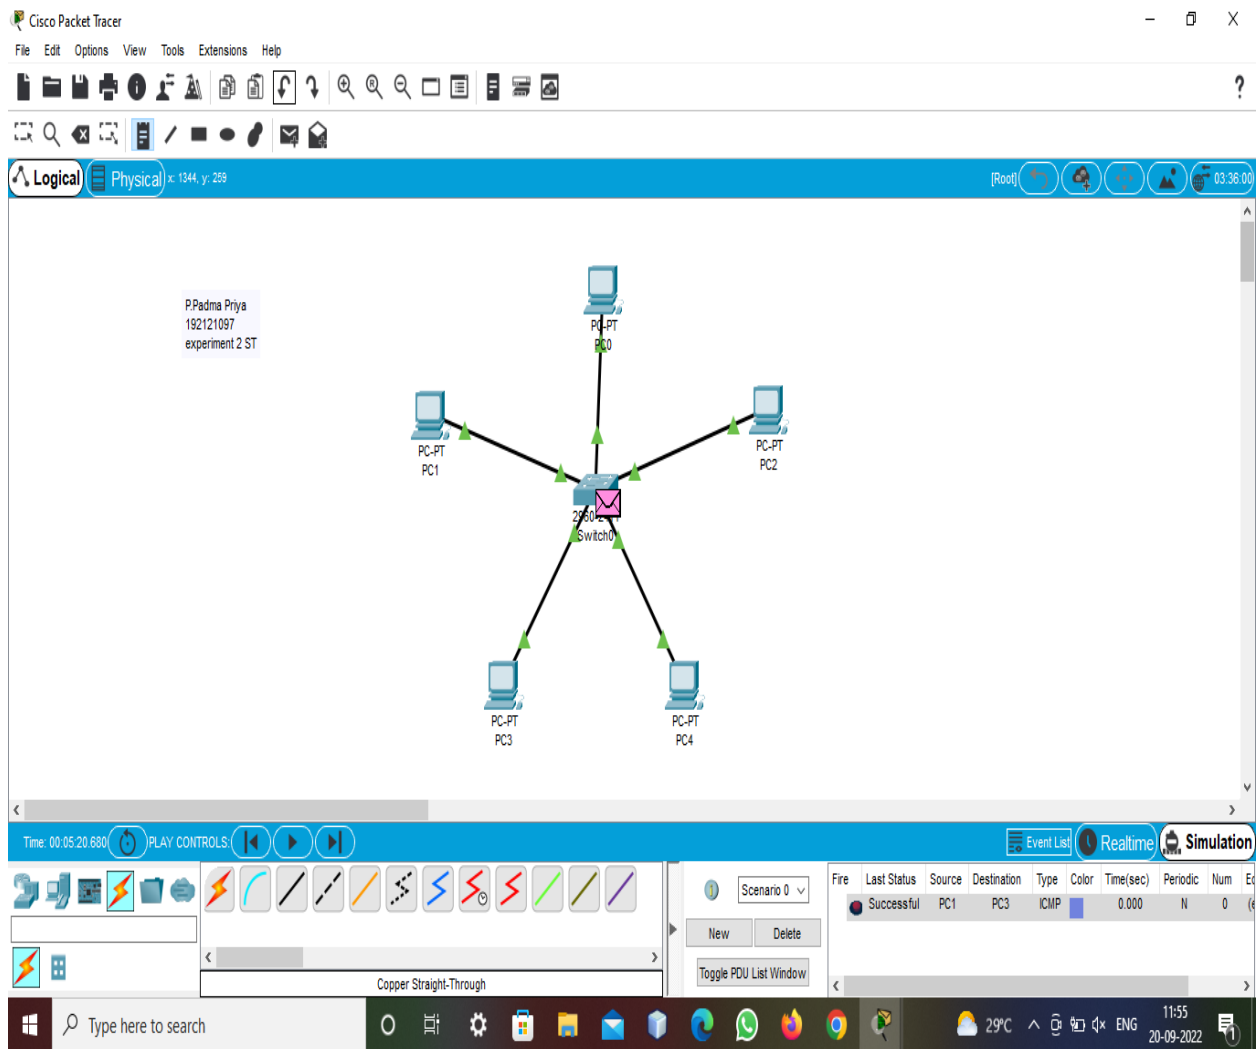 Cisco Packet Tracer
File Edit Options View Tools Extensions Help
Logical
Physical
x: 1344, y: 259
[Root]
03:36:00
P.Padma Priya
192121097
experiment 2 ST
PC-PT
PC0
PC-PT
PC1
PC-PT
PC2
Switch0
PC-PT
PC3
PC-PT
PC4
Time: 00:05:20.680
PLAY CONTROLS:
Event List
Realtime
Simulation
Scenario 0
New
Delete
Toggle PDU List Window
Fire Last Status Source Destination Type Color Time(sec) Periodic Num
Successful PC1 PC3 ICMP 0.000 N 0
Copper Straight-Through
Type here to search
29°C
ENG
11:55
20-09-2022
1